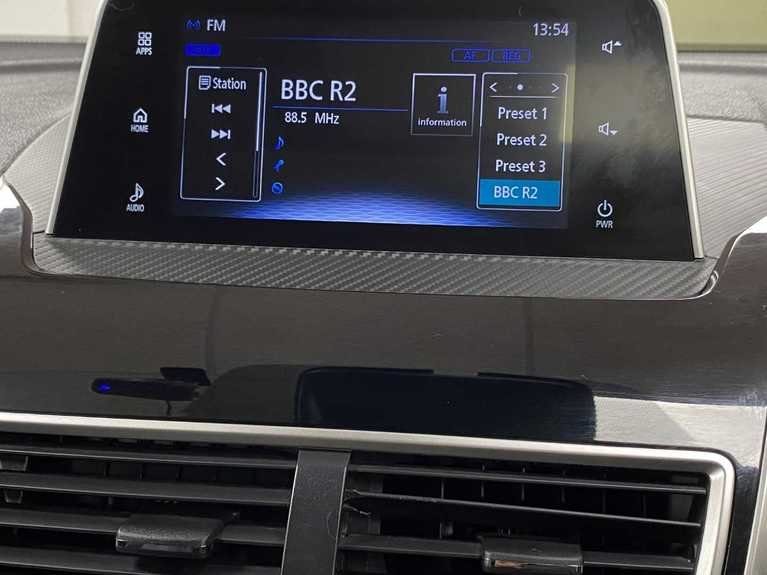 FM
13:54
AF
REG
APPS
HOME
AUDIO
Station
BBC R2
88.5 MHz
i
information
Preset 1
Preset 2
Preset 3
BBC R2
PWR